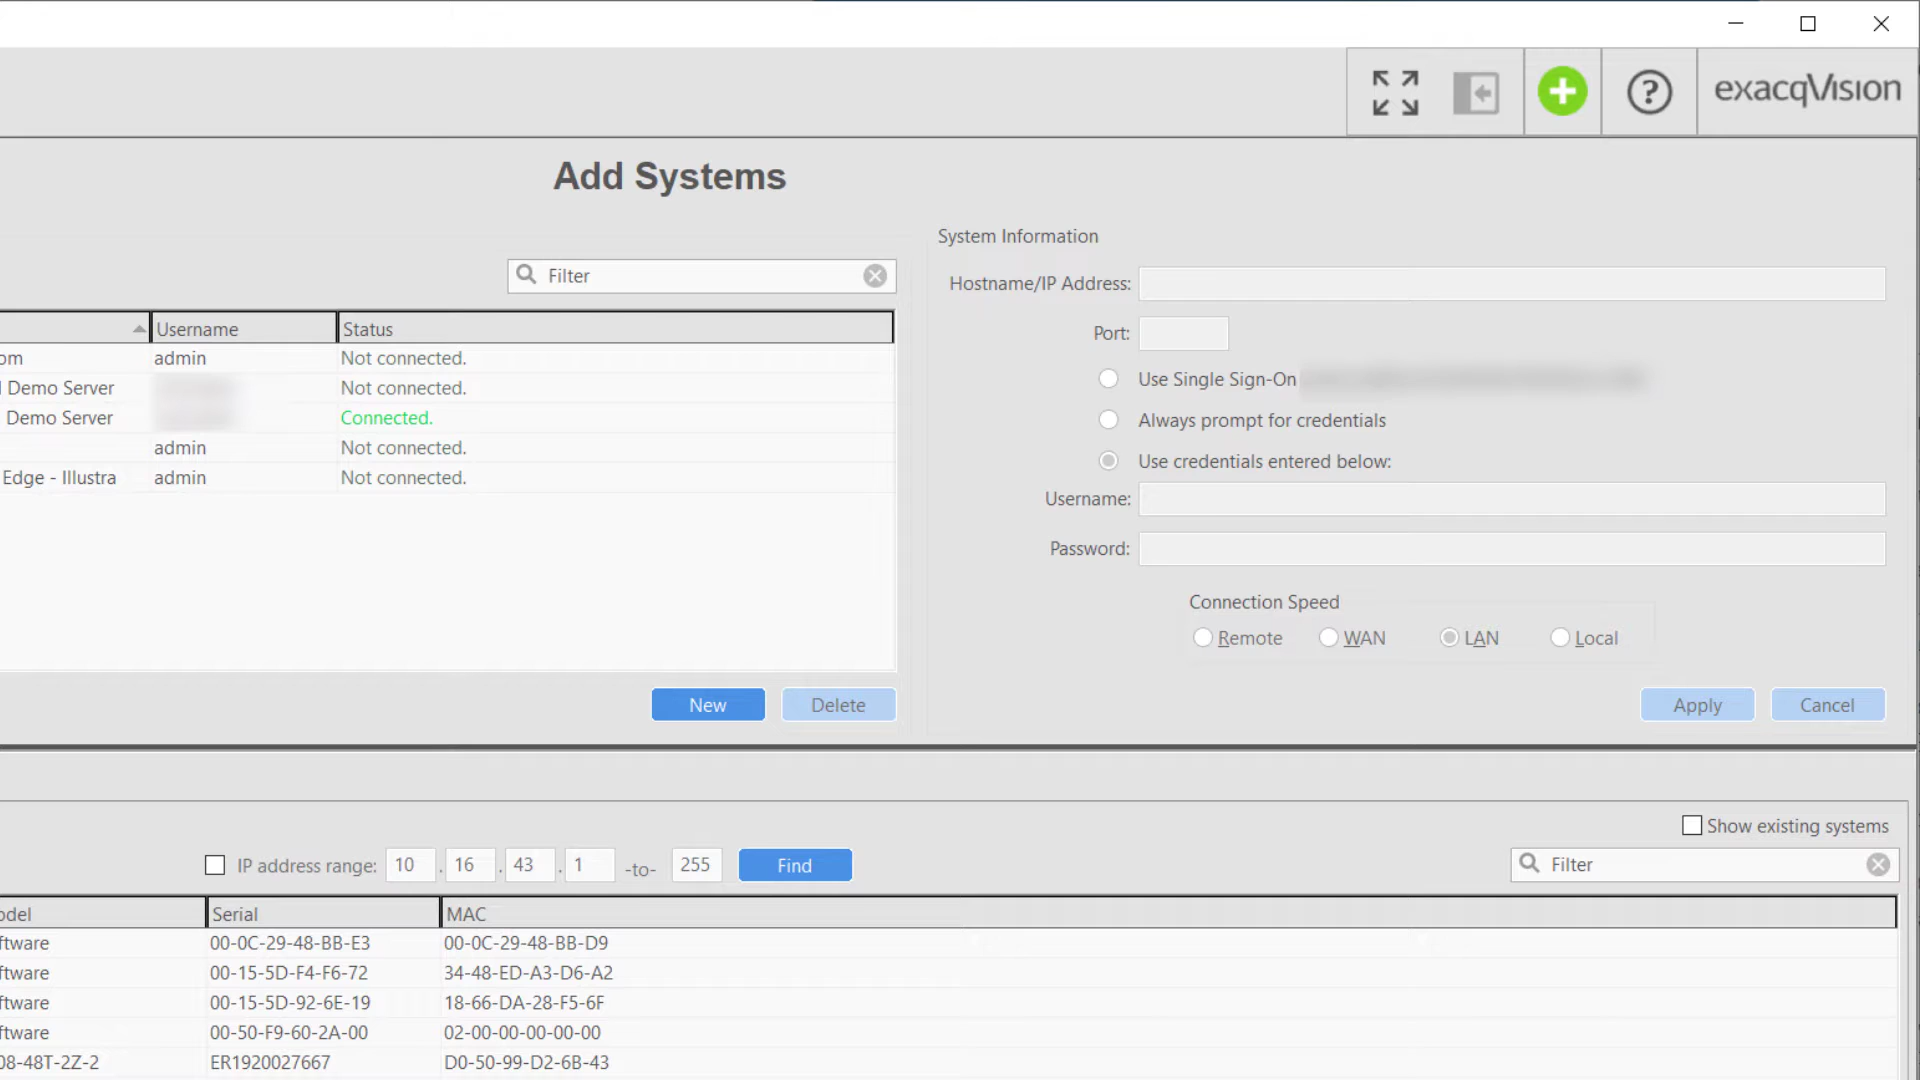 exacqVision
Add Systems
Filter
Username Status
om admin Not connected.
Demo Server Not connected.
Demo Server Connected.
admin Not connected.
Edge - Illustra admin Not connected.
New Delete
System Information
Hostname/IP Address:
Port:
Use Single Sign-On
Always prompt for credentials
Use credentials entered below:
Username:
Password:
Connection Speed
Remote WAN LAN Local
Apply Cancel
Show existing systems
IP address range: 10 . 16 . 43 . 1 -to- 255 Find Filter
odel Serial MAC
ftware 00-0C-29-48-BB-E3 00-0C-29-48-BB-D9
ftware 00-15-5D-F4-F6-72 34-48-ED-A3-D6-A2
ftware 00-15-5D-92-6E-19 18-66-DA-28-F5-6F
ftware 00-50-F9-60-2A-00 02-00-00-00-00-00
08-48T-2Z-2 ER1920027667 D0-50-99-D2-6B-43